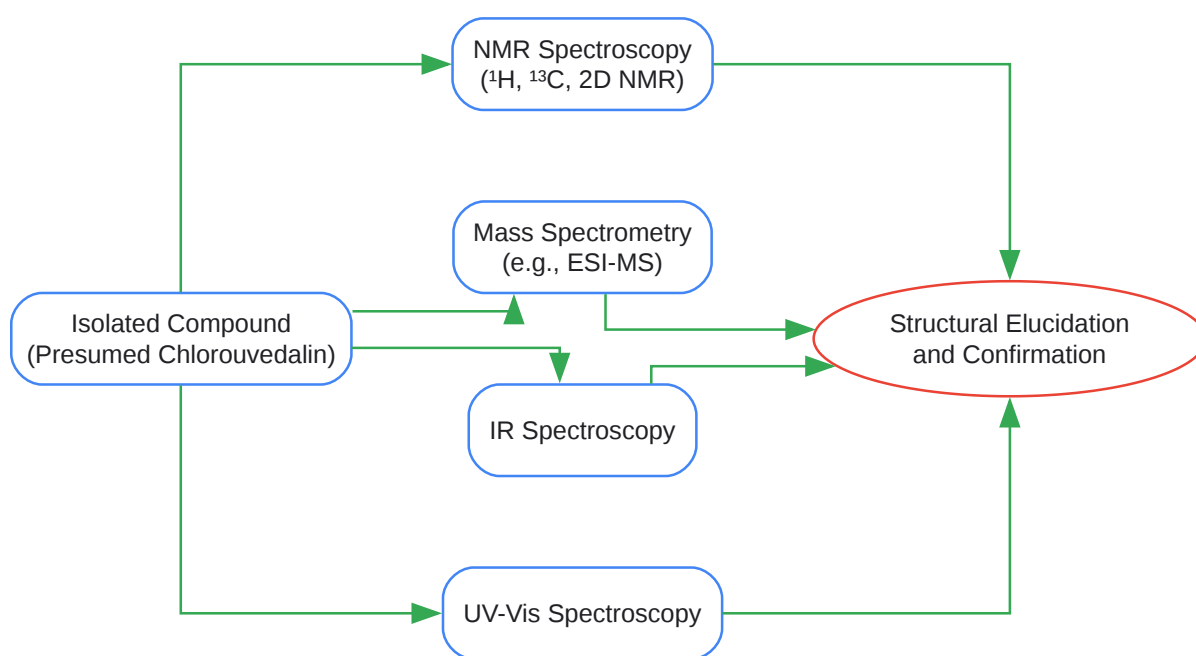 NMR Spectroscopy
(¹H, ¹³C, 2D NMR)
Mass Spectrometry
(e.g., ESI-MS)
Isolated Compound
(Presumed Chlorouvedalin)
Structural Elucidation
and Confirmation
IR Spectroscopy
UV-Vis Spectroscopy